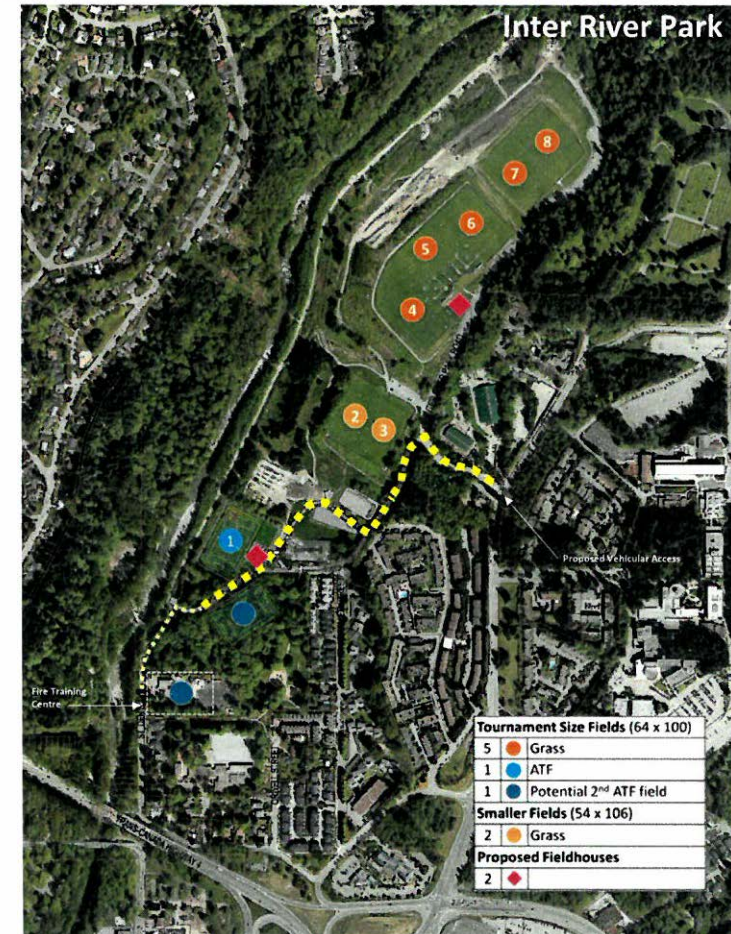 Inter River Park
8
7
6
5
4
2
3
1
Proposed Vehicular Access
Fire Training
Centre
Tournament Size Fields (64 x 100)
5 Grass
1 ATF
1 Potential 2nd ATF field
Smaller Fields (54 x 106)
2 Grass
Proposed Fieldhouses
2